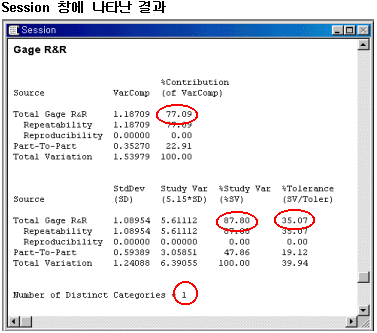 Session 창에 나타난 결과
Session
Gage R&R
%Contribution
Source VarComp (of VarComp)
Total Gage R&R 1.18709 77.09
Repeatability 1.18709 77.09
Reproducibility 0.00000 0.00
Part-To-Part 0.35270 22.91
Total Variation 1.53979 100.00
StdDev Study Var %Study Var %Tolerance
Source (SD) (5.15*SD) (%SV) (SV/Toler)
Total Gage R&R 1.08954 5.61112 87.80 35.07
Repeatability 1.08954 5.61112 87.80 35.07
Reproducibility 0.00000 0.00000 0.00 0.00
Part-To-Part 0.59389 3.05851 47.86 19.12
Total Variation 1.24088 6.39055 100.00 39.94
Number of Distinct Categories = 1